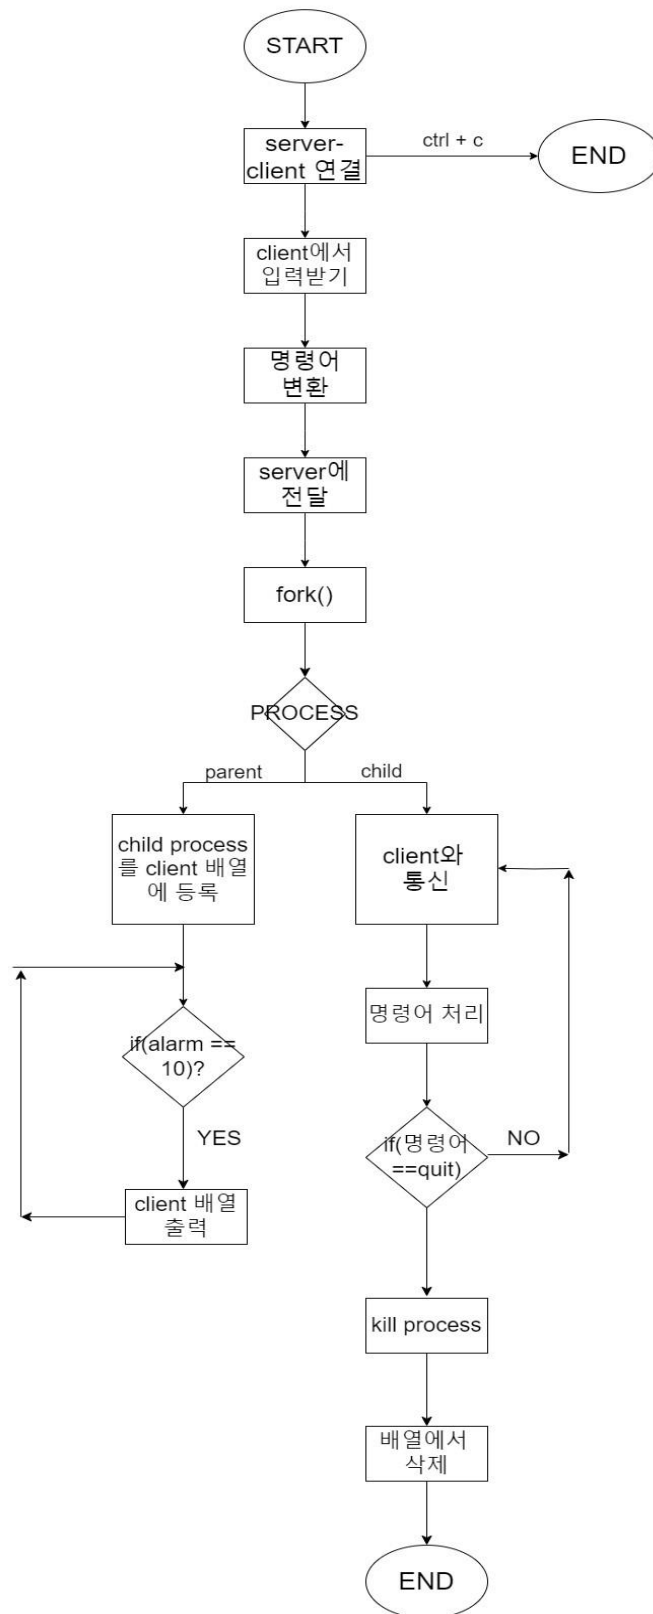 START
server-
client 연결
ctrl + c
END
client에서
입력받기
명령어
변환
server에
전달
fork()
PROCESS
parent
child
child process
를 client 배열
에 등록
client와
통신
명령어 처리
if(alarm ==
10)?
YES
if(명령어
==quit)
NO
client 배열
출력
kill process
배열에서
삭제
END